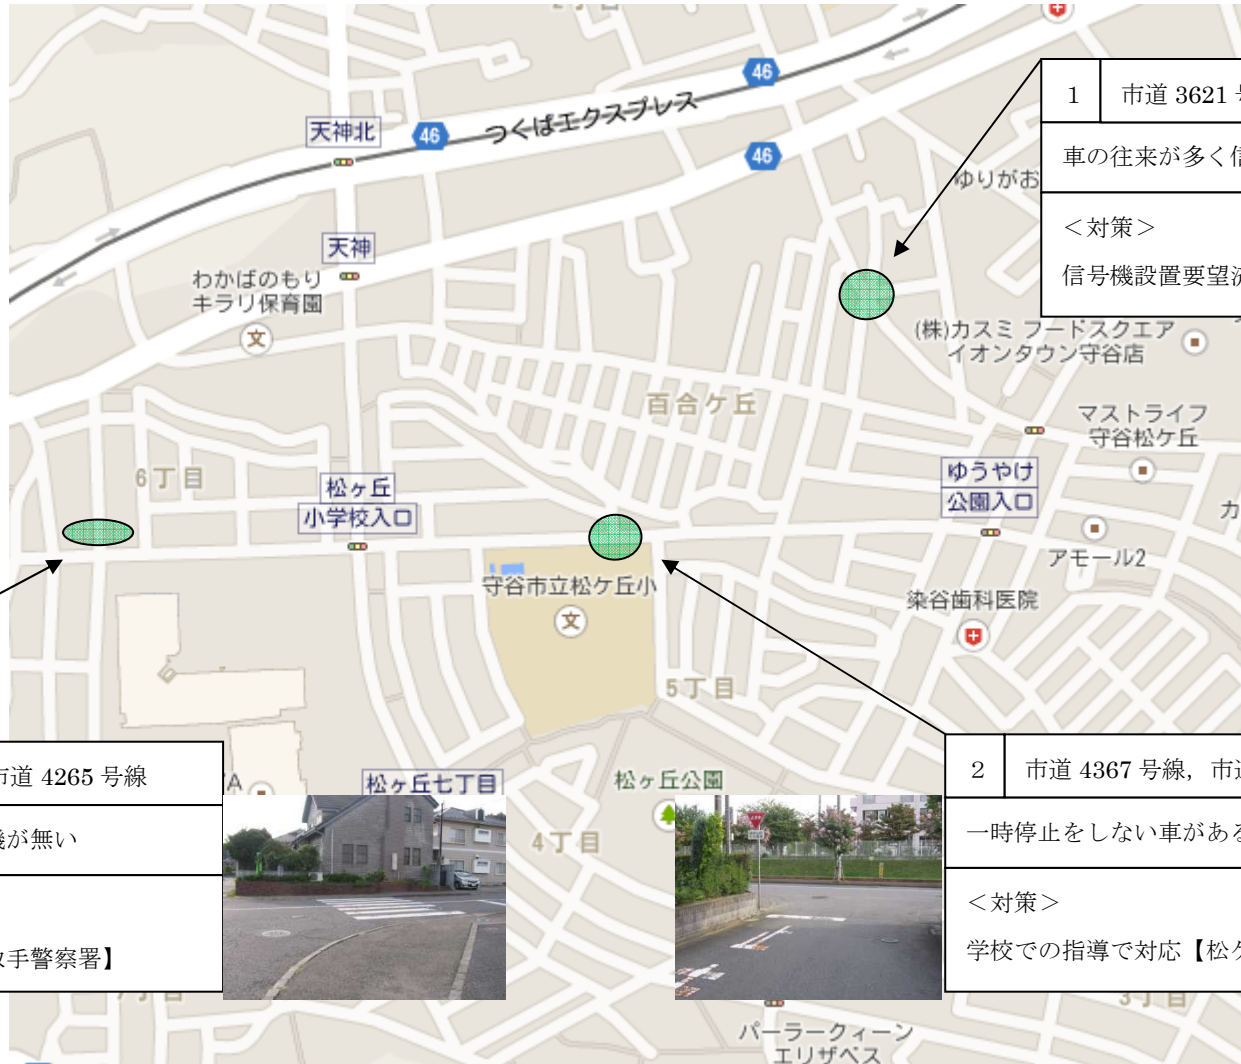 46
つくばエクスプレス
天神北
46
46
天神
わかばのもり
キラリ保育園
文
ゆりがお
1
市道 3621
車の往来が多く信
＜対策＞
信号機設置要望済
(株)カスミ フードスクエア
イオンタウン守谷店
百合ケ丘
マストライフ
守谷松ケ丘
6丁目
松ヶ丘
小学校入口
ゆうやけ
公園入口
カ
アモール2
守谷市立松ケ丘小
文
染谷歯科医院
5丁目
市道 4265 号線
機が無い
取手警察署】
A
松ヶ丘七丁目
松ヶ丘公園
4丁目
2
市道 4367 号線，市道
一時停止をしない車がある
＜対策＞
学校での指導で対応【松ケ
3丁目
パーラークィーン
エリザベス